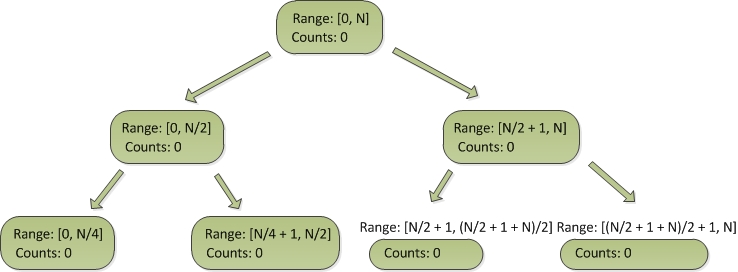 Range: [0, N]
Counts: 0
Range: [0, N/2]
Counts: 0
Range: [N/2 + 1, N]
Counts: 0
Range: [0, N/4]
Counts: 0
Range: [N/4 + 1, N/2]
Counts: 0
Range: [N/2 + 1, (N/2 + 1 + N)/2]
Counts: 0
Range: [(N/2 + 1 + N)/2 + 1, N]
Counts: 0